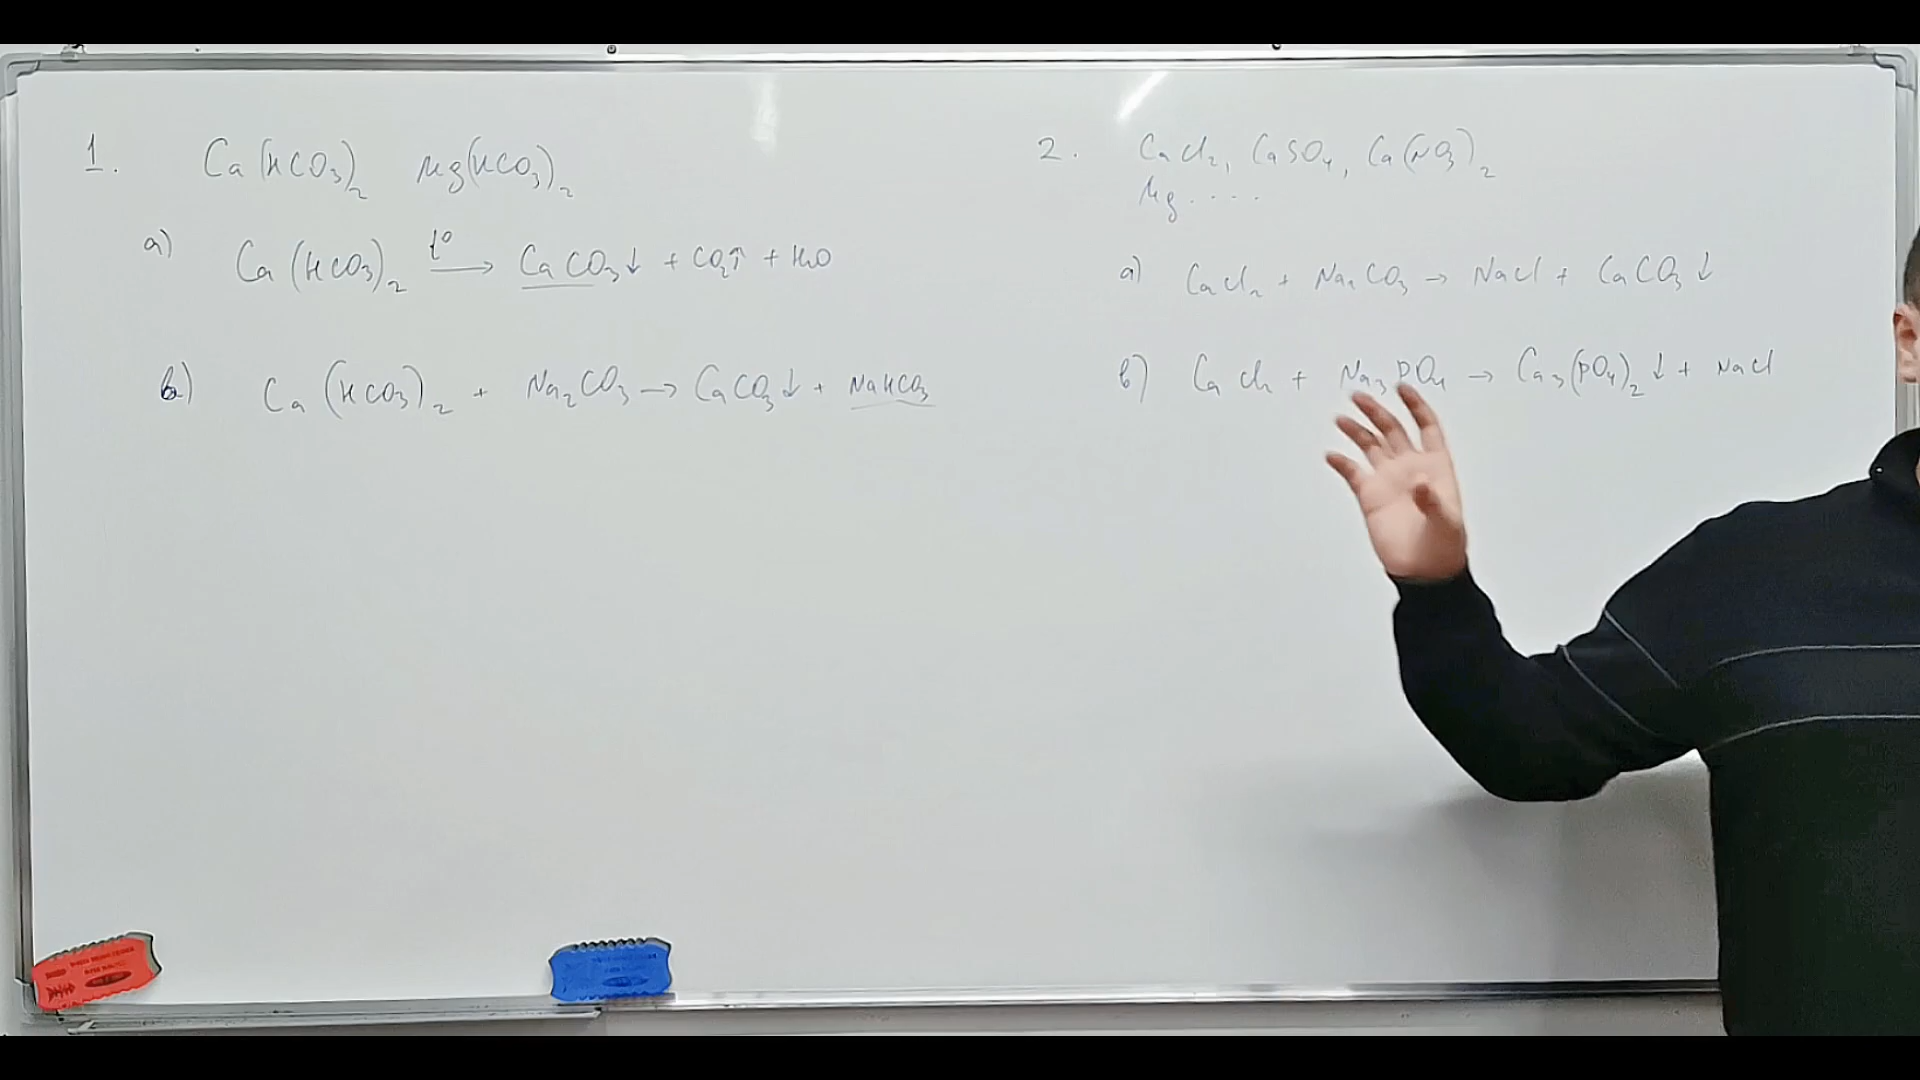 1. Ca(HCO₃)₂ Mg(HCO₃)₂
a) Ca(HCO₃)₂ t° → CaCO₃↓ + CO₂↑ + H₂O
b) Ca(HCO₃)₂ + Na₂CO₃ → CaCO₃↓ + NaHCO₃
2. CaCl₂, CaSO₄, Ca(NO₃)₂
Mg.....
a) CaCl₂ + Na₂CO₃ → NaCl + CaCO₃↓
b) CaCl₂ + Na₃PO₄ → Ca₃(PO₄)₂↓ + NaCl